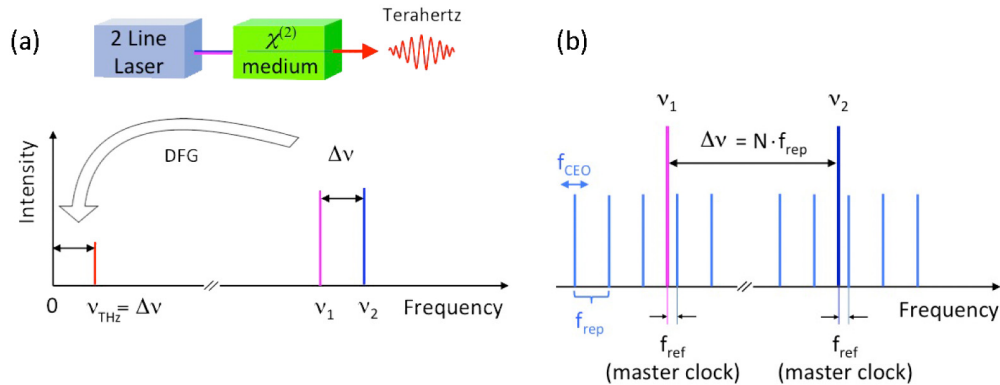 (a)
2 Line
Laser
χ(2)
medium
Terahertz
DFG
Δν
Intensity
0
νTHz= Δν
ν1
ν2
Frequency
(b)
ν1
ν2
Δν = N·frep
fCEO
frep
Frequency
fref
(master clock)
fref
(master clock)